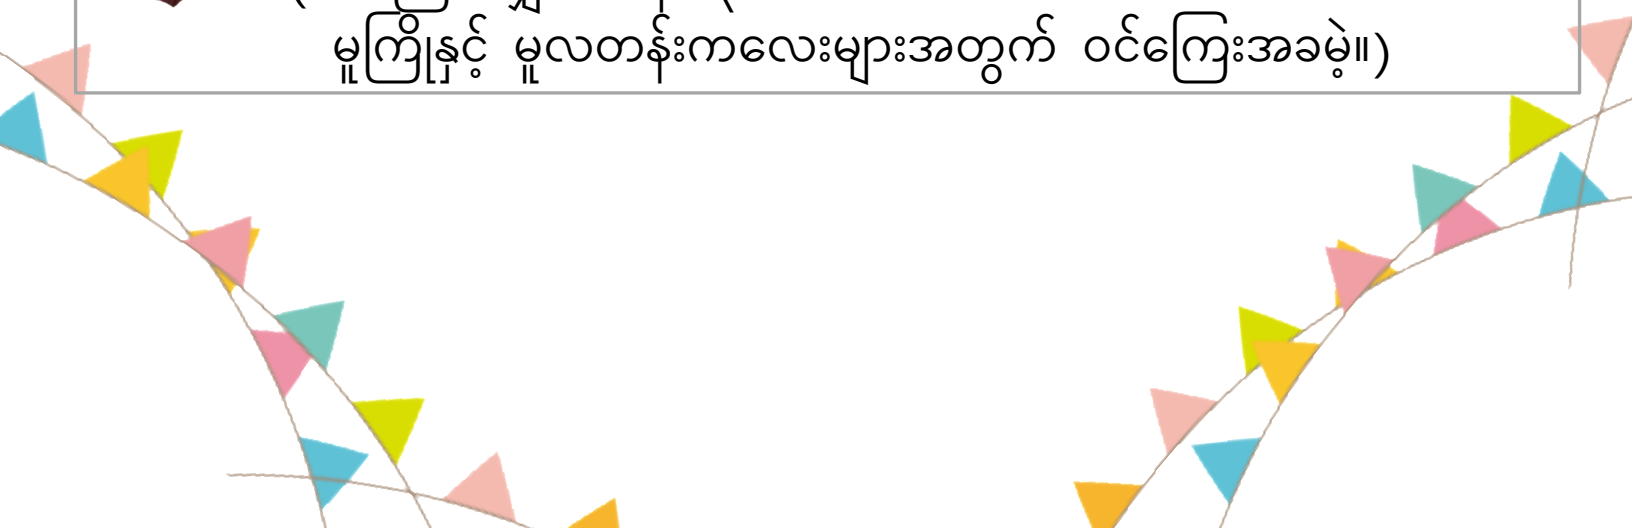 မူကြိုနှင့် မူလတန်းကလေးများအတွက် ဝင်ကြေးအခမဲ့။)